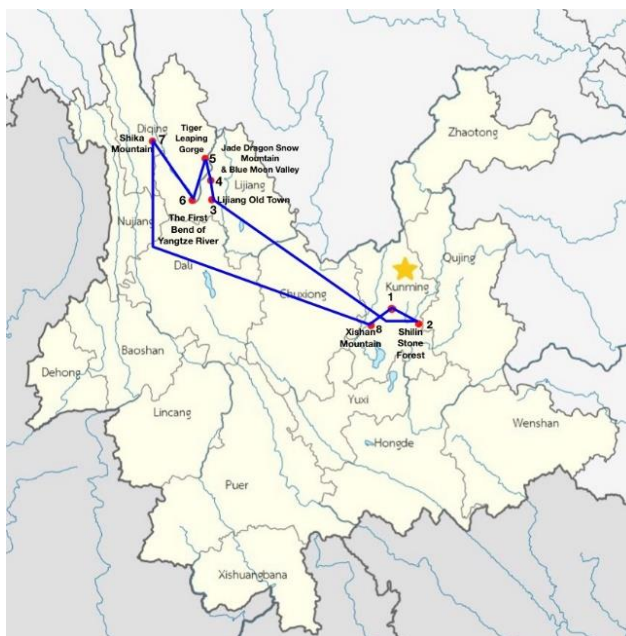 Zhaotong
Diqing
7
Shika
Mountain
Tiger
Leaping
Gorge
5
Jade Dragon Snow
Mountain
& Blue Moon Valley
4
Lijiang
3
Lijiang Old Town
6
The First
Bend of
Yangtze River
Nujiang
Dali
Qujing
Kunming
1
Chuxiong
Xishan
Mountain
8
Shilin
Stone
Forest
2
Baoshan
Dehong
Yuxi
Lincang
Hongde
Wenshan
Puer
Xishuangbana